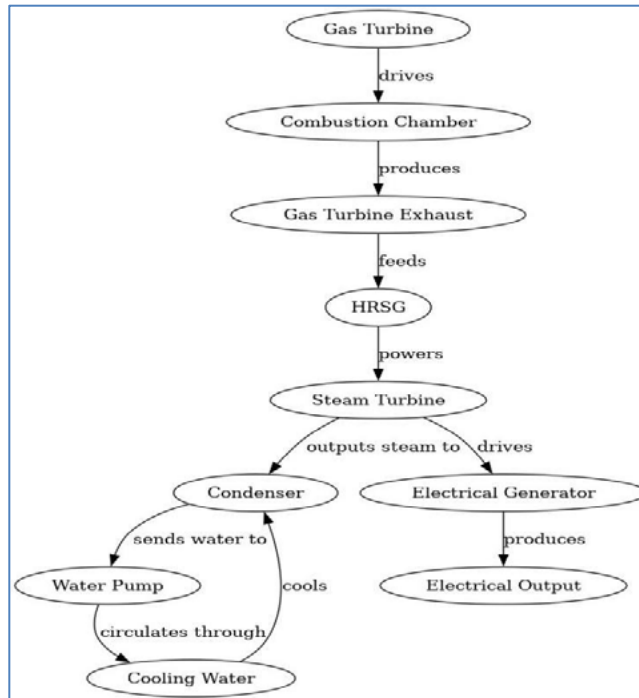 Gas Turbine
drives
Combustion Chamber
produces
Gas Turbine Exhaust
feeds
HRSG
powers
Steam Turbine
outputs steam to
drives
Condenser
Electrical Generator
sends water to
produces
Water Pump
cools
Electrical Output
circulates through
Cooling Water